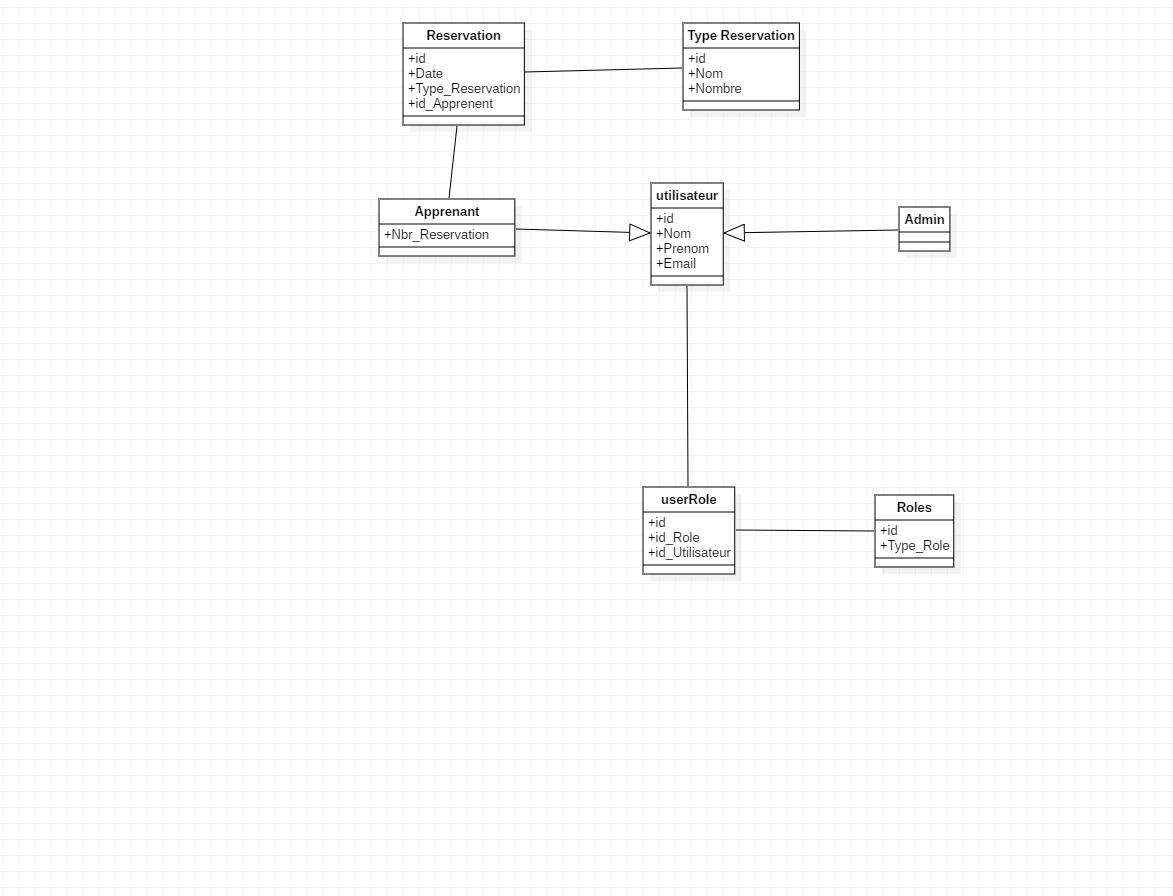 Reservation
+id
+Date
+Type_Reservation
+id_Apprenent
Type Reservation
+id
+Nom
+Nombre
Apprenant
+Nbr_Reservation
utilisateur
+id
+Nom
+Prenom
+Email
Admin
userRole
+id
+id_Role
+id_Utilisateur
Roles
+id
+Type_Role